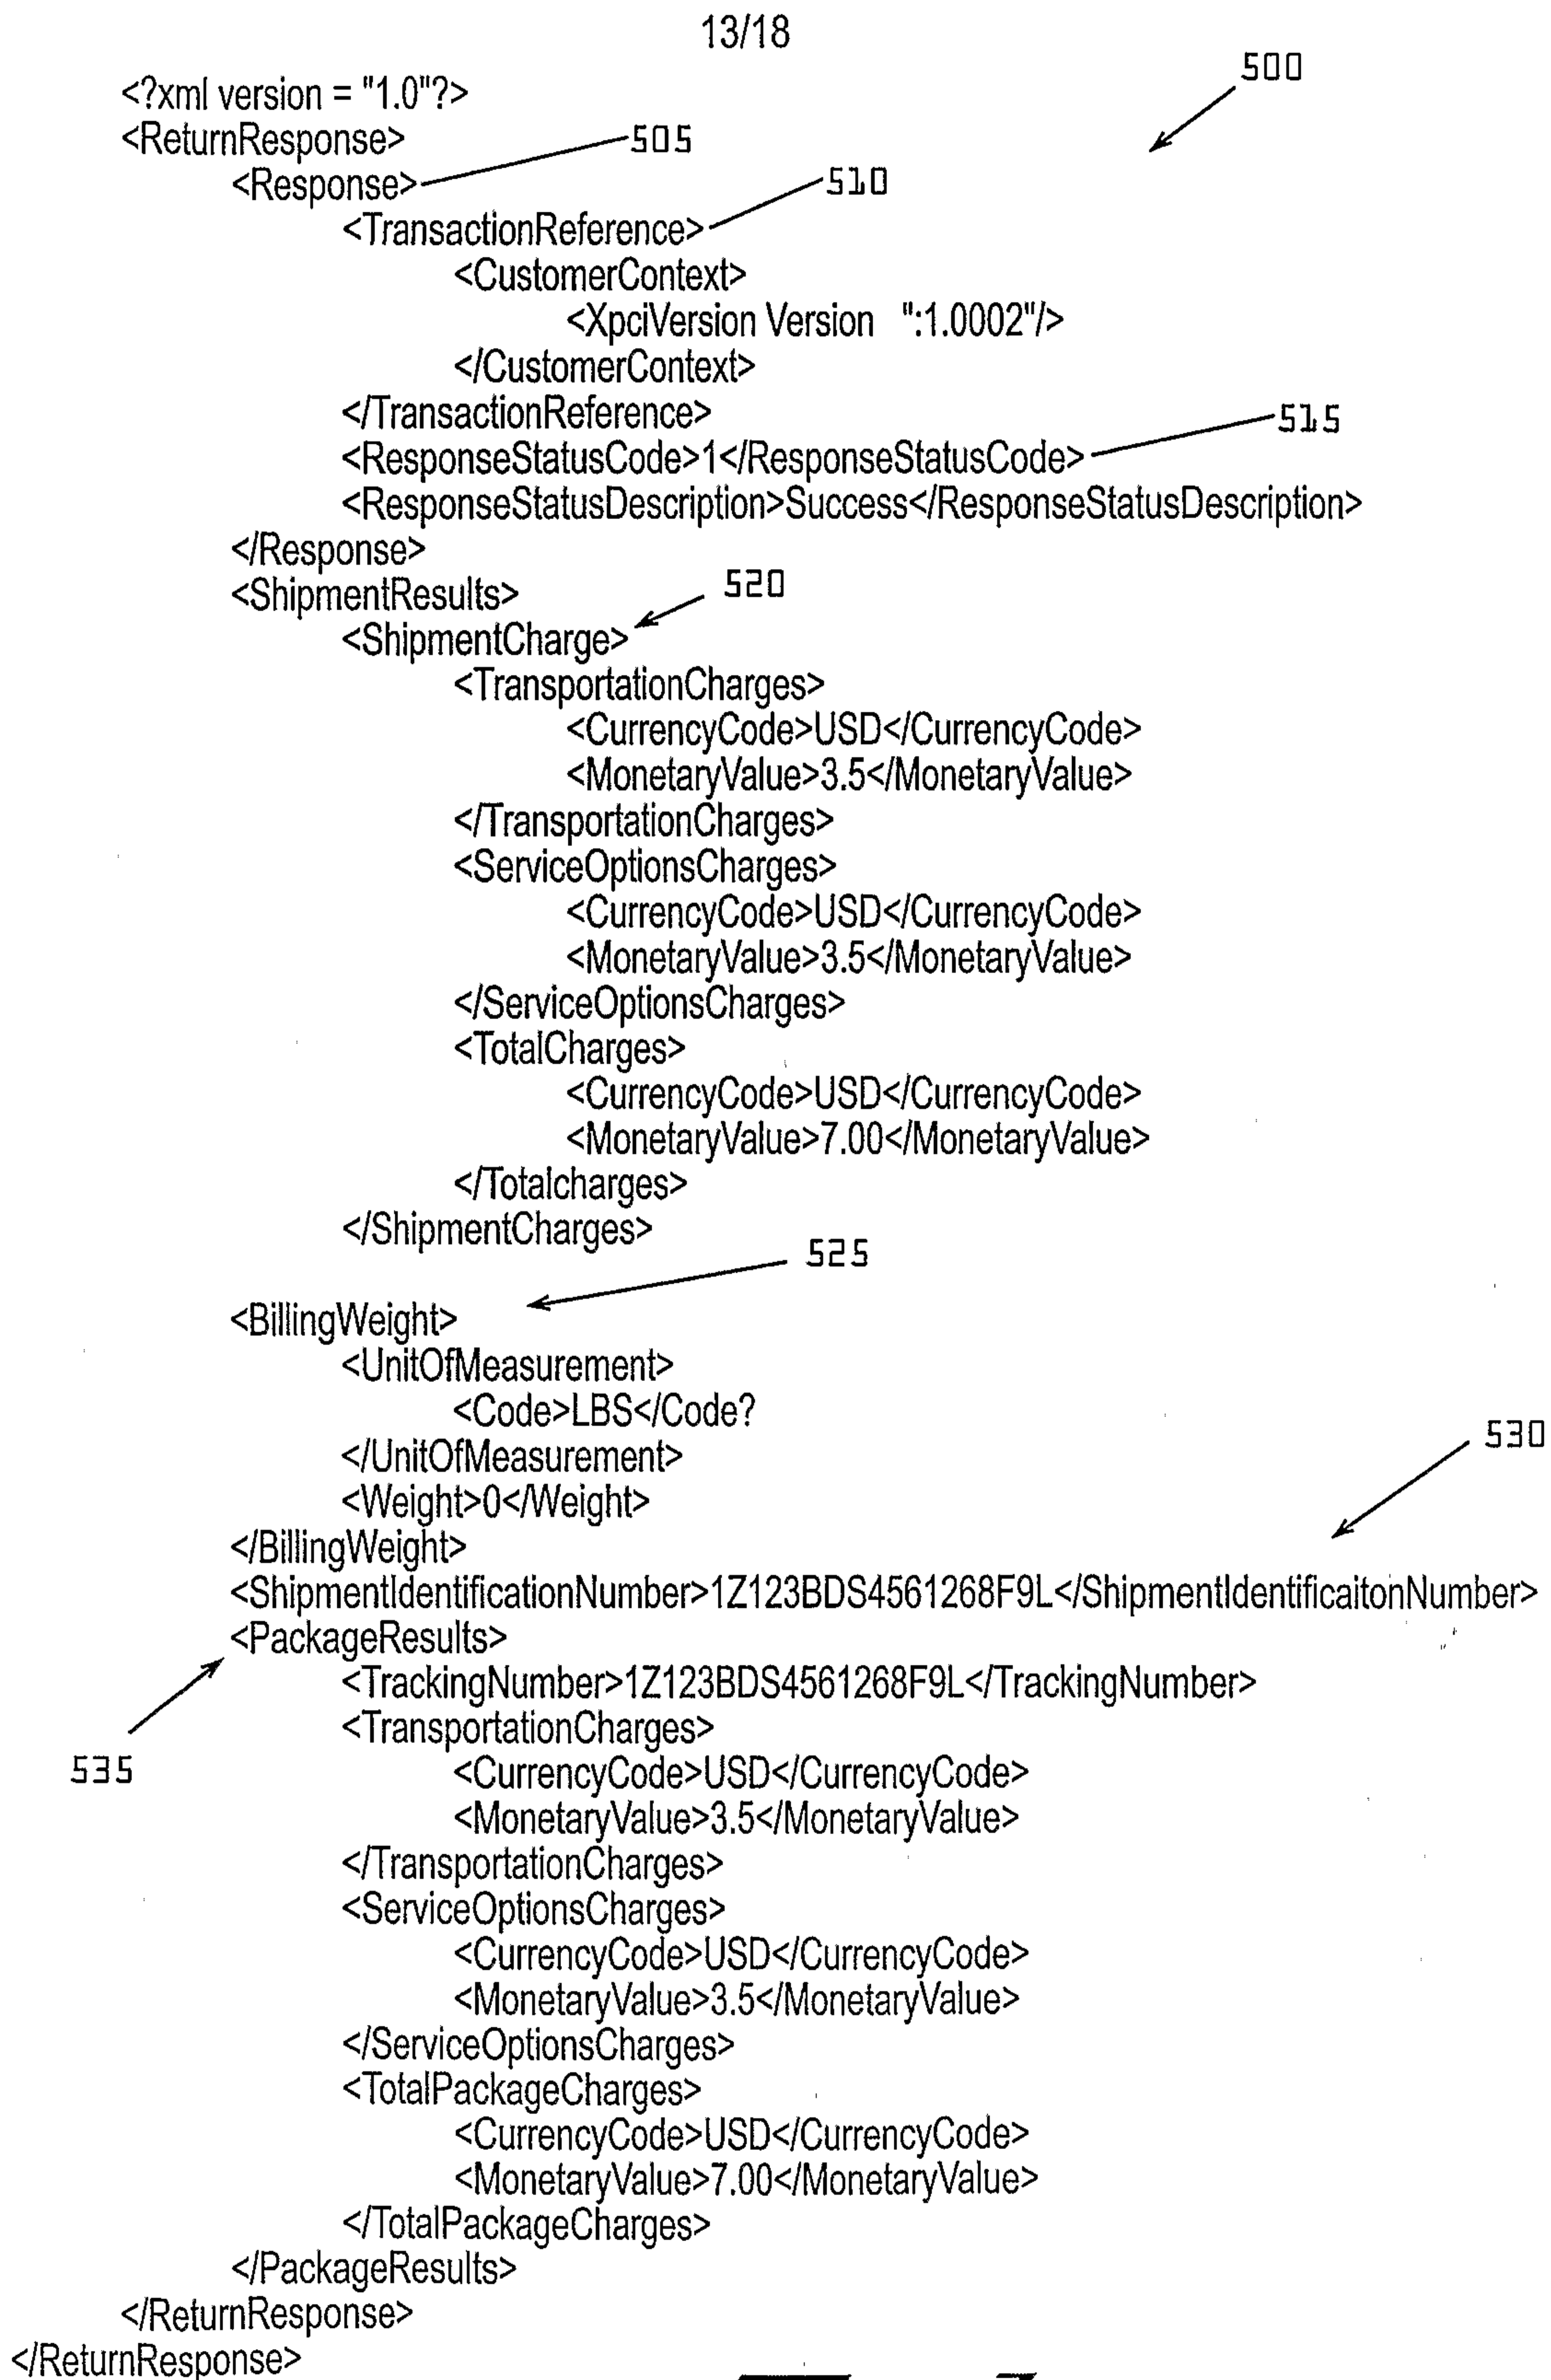 13/18
500
<?xml version = "1.0"?>
<ReturnResponse>
505
<Response>
510
<TransactionReference>
<CustomerContext>
<XpciVersion Version ":1.0002"/>
</CustomerContext>
</TransactionReference>
515
<ResponseStatusCode>1</ResponseStatusCode>
<ResponseStatusDescription>Success</ResponseStatusDescription>
</Response>
520
<ShipmentResults>
<ShipmentCharge>
<TransportationCharges>
<CurrencyCode>USD</CurrencyCode>
<MonetaryValue>3.5</MonetaryValue>
</TransportationCharges>
<ServiceOptionsCharges>
<CurrencyCode>USD</CurrencyCode>
<MonetaryValue>3.5</MonetaryValue>
</ServiceOptionsCharges>
<TotalCharges>
<CurrencyCode>USD</CurrencyCode>
<MonetaryValue>7.00</MonetaryValue>
</Totalcharges>
</ShipmentCharges>
525
<BillingWeight>
<UnitOfMeasurement>
<Code>LBS</Code?
530
</UnitOfMeasurement>
<Weight>0</Weight>
</BillingWeight>
<ShipmentIdentificationNumber>1Z123BDS4561268F9L</ShipmentIdentificaitonNumber>
<PackageResults>
<TrackingNumber>1Z123BDS4561268F9L</TrackingNumber>
<TransportationCharges>
535
<CurrencyCode>USD</CurrencyCode>
<MonetaryValue>3.5</MonetaryValue>
</TransportationCharges>
<ServiceOptionsCharges>
<CurrencyCode>USD</CurrencyCode>
<MonetaryValue>3.5</MonetaryValue>
</ServiceOptionsCharges>
<TotalPackageCharges>
<CurrencyCode>USD</CurrencyCode>
<MonetaryValue>7.00</MonetaryValue>
</TotalPackageCharges>
</PackageResults>
</ReturnResponse>
</ReturnResponse>